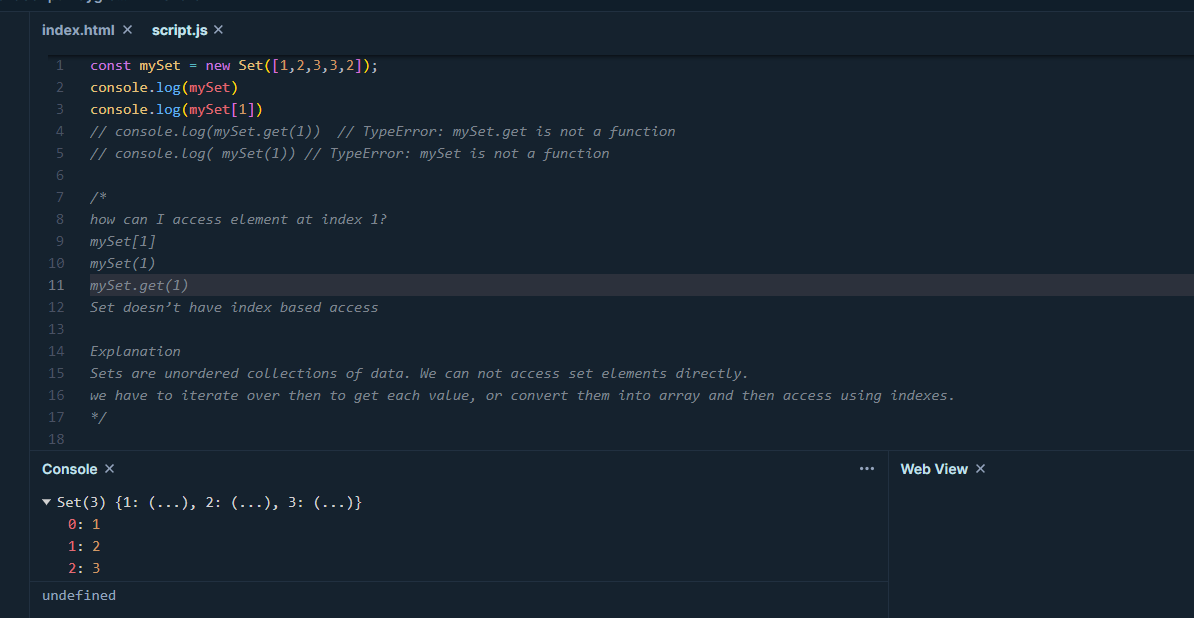 index.html ✕ script.js ✕
1 const mySet = new Set([1,2,3,3,2]);
2 console.log(mySet)
3 console.log(mySet[1])
4 // console.log(mySet.get(1))  // TypeError: mySet.get is not a function
5 // console.log( mySet(1)) // TypeError: mySet is not a function
6
7 /*
8 how can I access element at index 1?
9 mySet[1]
10 mySet(1)
11 mySet.get(1)
12 Set doesn’t have index based access
13
14 Explanation
15 Sets are unordered collections of data. We can not access set elements directly.
16 we have to iterate over then to get each value, or convert them into array and then access using indexes.
17 */
18
Console ✕ ...
▼ Set(3) {1: (...), 2: (...), 3: (...)}
0: 1
1: 2
2: 3
undefined
Web View ✕